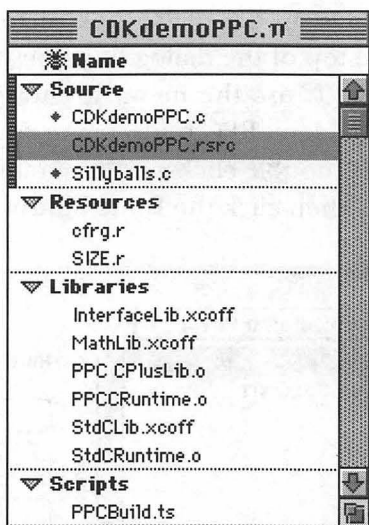 CDKdemoPPC.π
Name
Source
CDKdemoPPC.c
CDKdemoPPC.rsrc
Sillyballs.c
Resources
cfrg.r
SIZE.r
Libraries
InterfaceLib.xcoff
MathLib.xcoff
PPC CPlusLib.o
PPCCRuntime.o
StdCLib.xcoff
StdCRuntime.o
Scripts
PPCBuild.ts